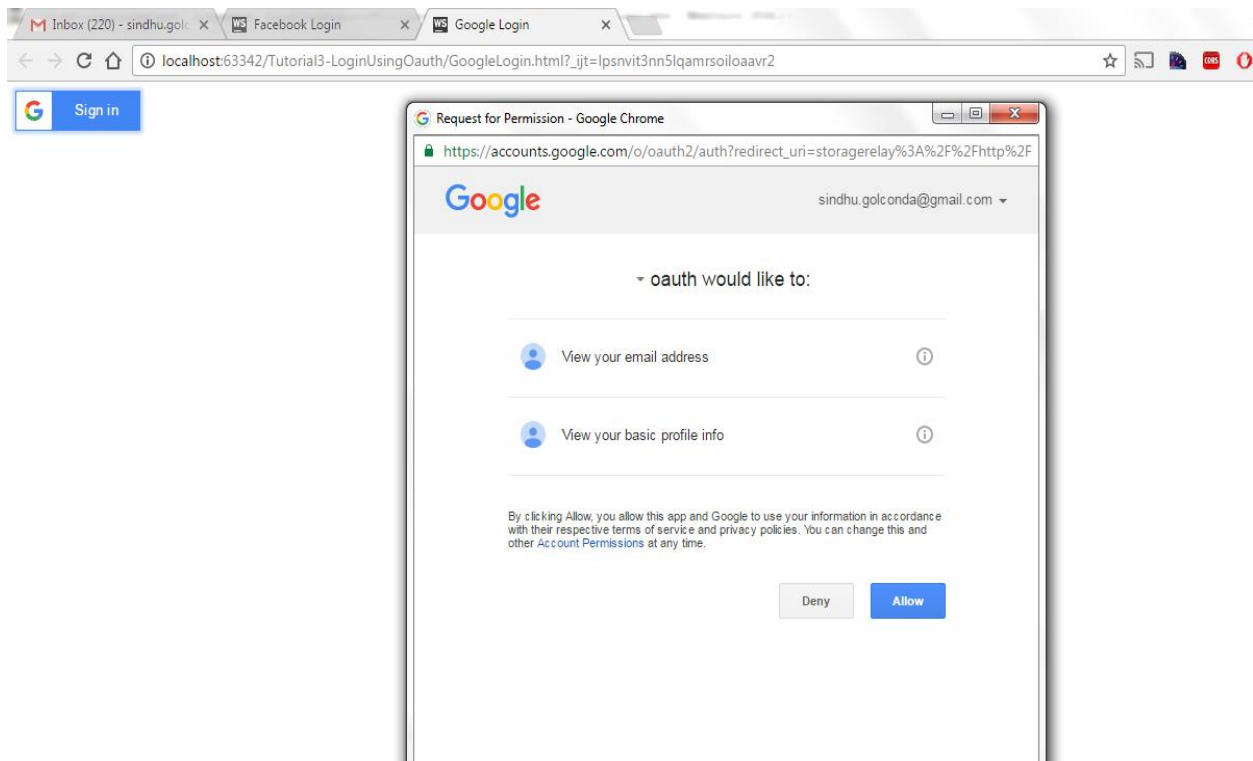 Inbox (220) - sindhu.golc
Facebook Login
Google Login
localhost:63342/Tutorial3-LoginUsingOauth/GoogleLogin.html?_ijt=lpsnvit3nn5lqamrsoiloaavr2
CORS
G Sign in
Request for Permission - Google Chrome
https://accounts.google.com/o/oauth2/auth?redirect_uri=storagerelay%3A%2F%2Fhttp%2F
Google
sindhu.golconda@gmail.com
oauth would like to:
View your email address
View your basic profile info
By clicking Allow, you allow this app and Google to use your information in accordance
with their respective terms of service and privacy policies. You can change this and
other Account Permissions at any time.
Deny
Allow